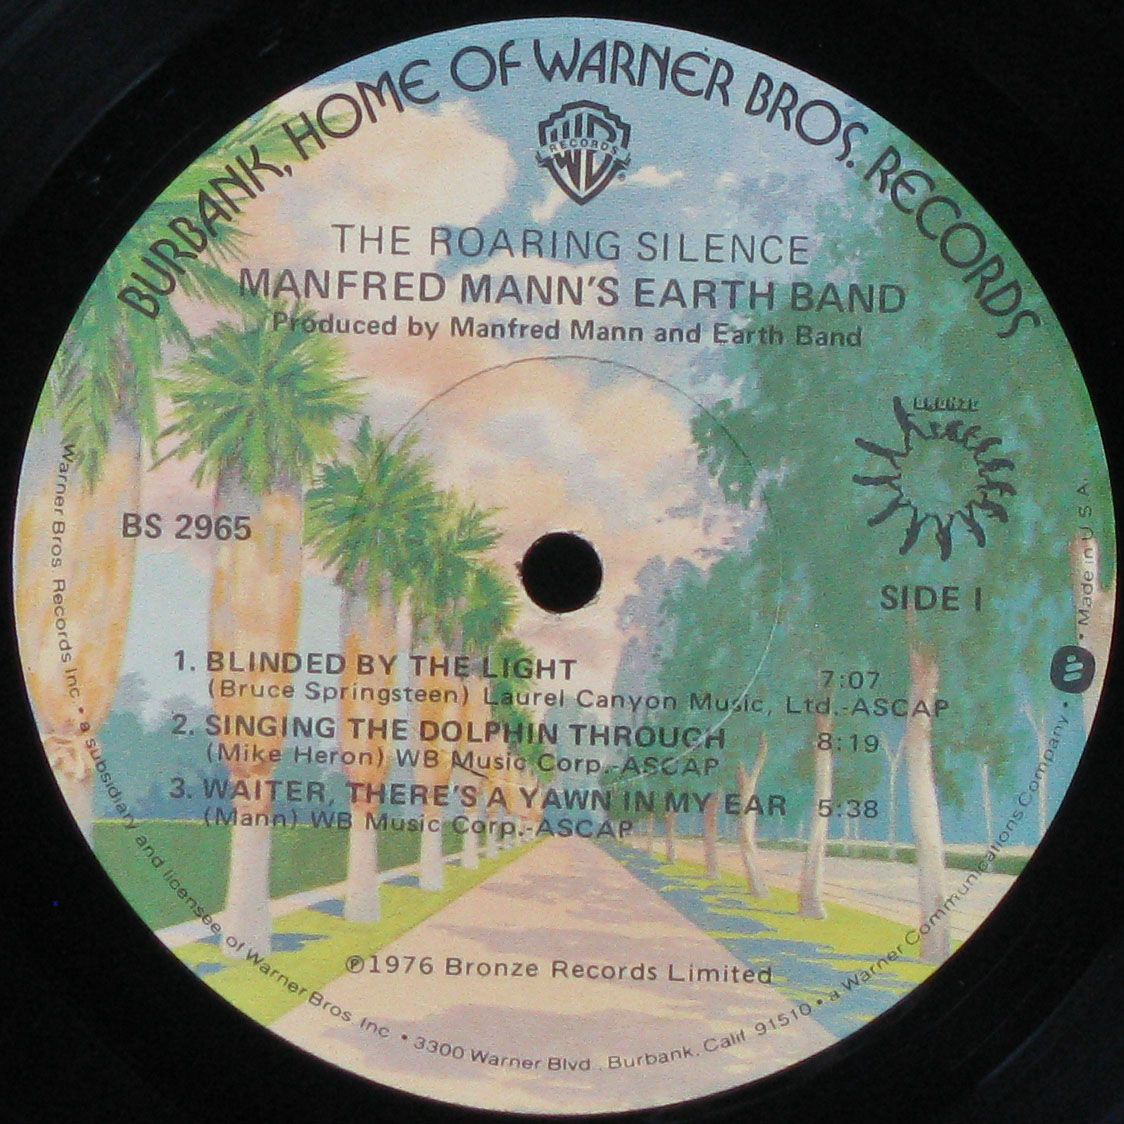 BURBANK, HOME OF WARNER BROS. RECORDS
RECORDS
THE ROARING SILENCE
MANFRED MANN'S EARTH BAND
Produced by Manfred Mann and Earth Band
BRONZE
BS 2965
SIDE 1
1. BLINDED BY THE LIGHT 7:07
(Bruce Springsteen) Laurel Canyon Music, Ltd.-ASCAP
2. SINGING THE DOLPHIN THROUGH 8:19
(Mike Heron) WB Music Corp.-ASCAP
3. WAITER, THERE'S A YAWN IN MY EAR 5:38
(Mann) WB Music Corp.-ASCAP
℗1976 Bronze Records Limited
Warner Bros. Records Inc. • a subsidiary and licensee of Warner Bros. Inc. • 3300 Warner Blvd., Burbank, Calif. 91510 • a Warner Communications Company • Made in U.S.A.